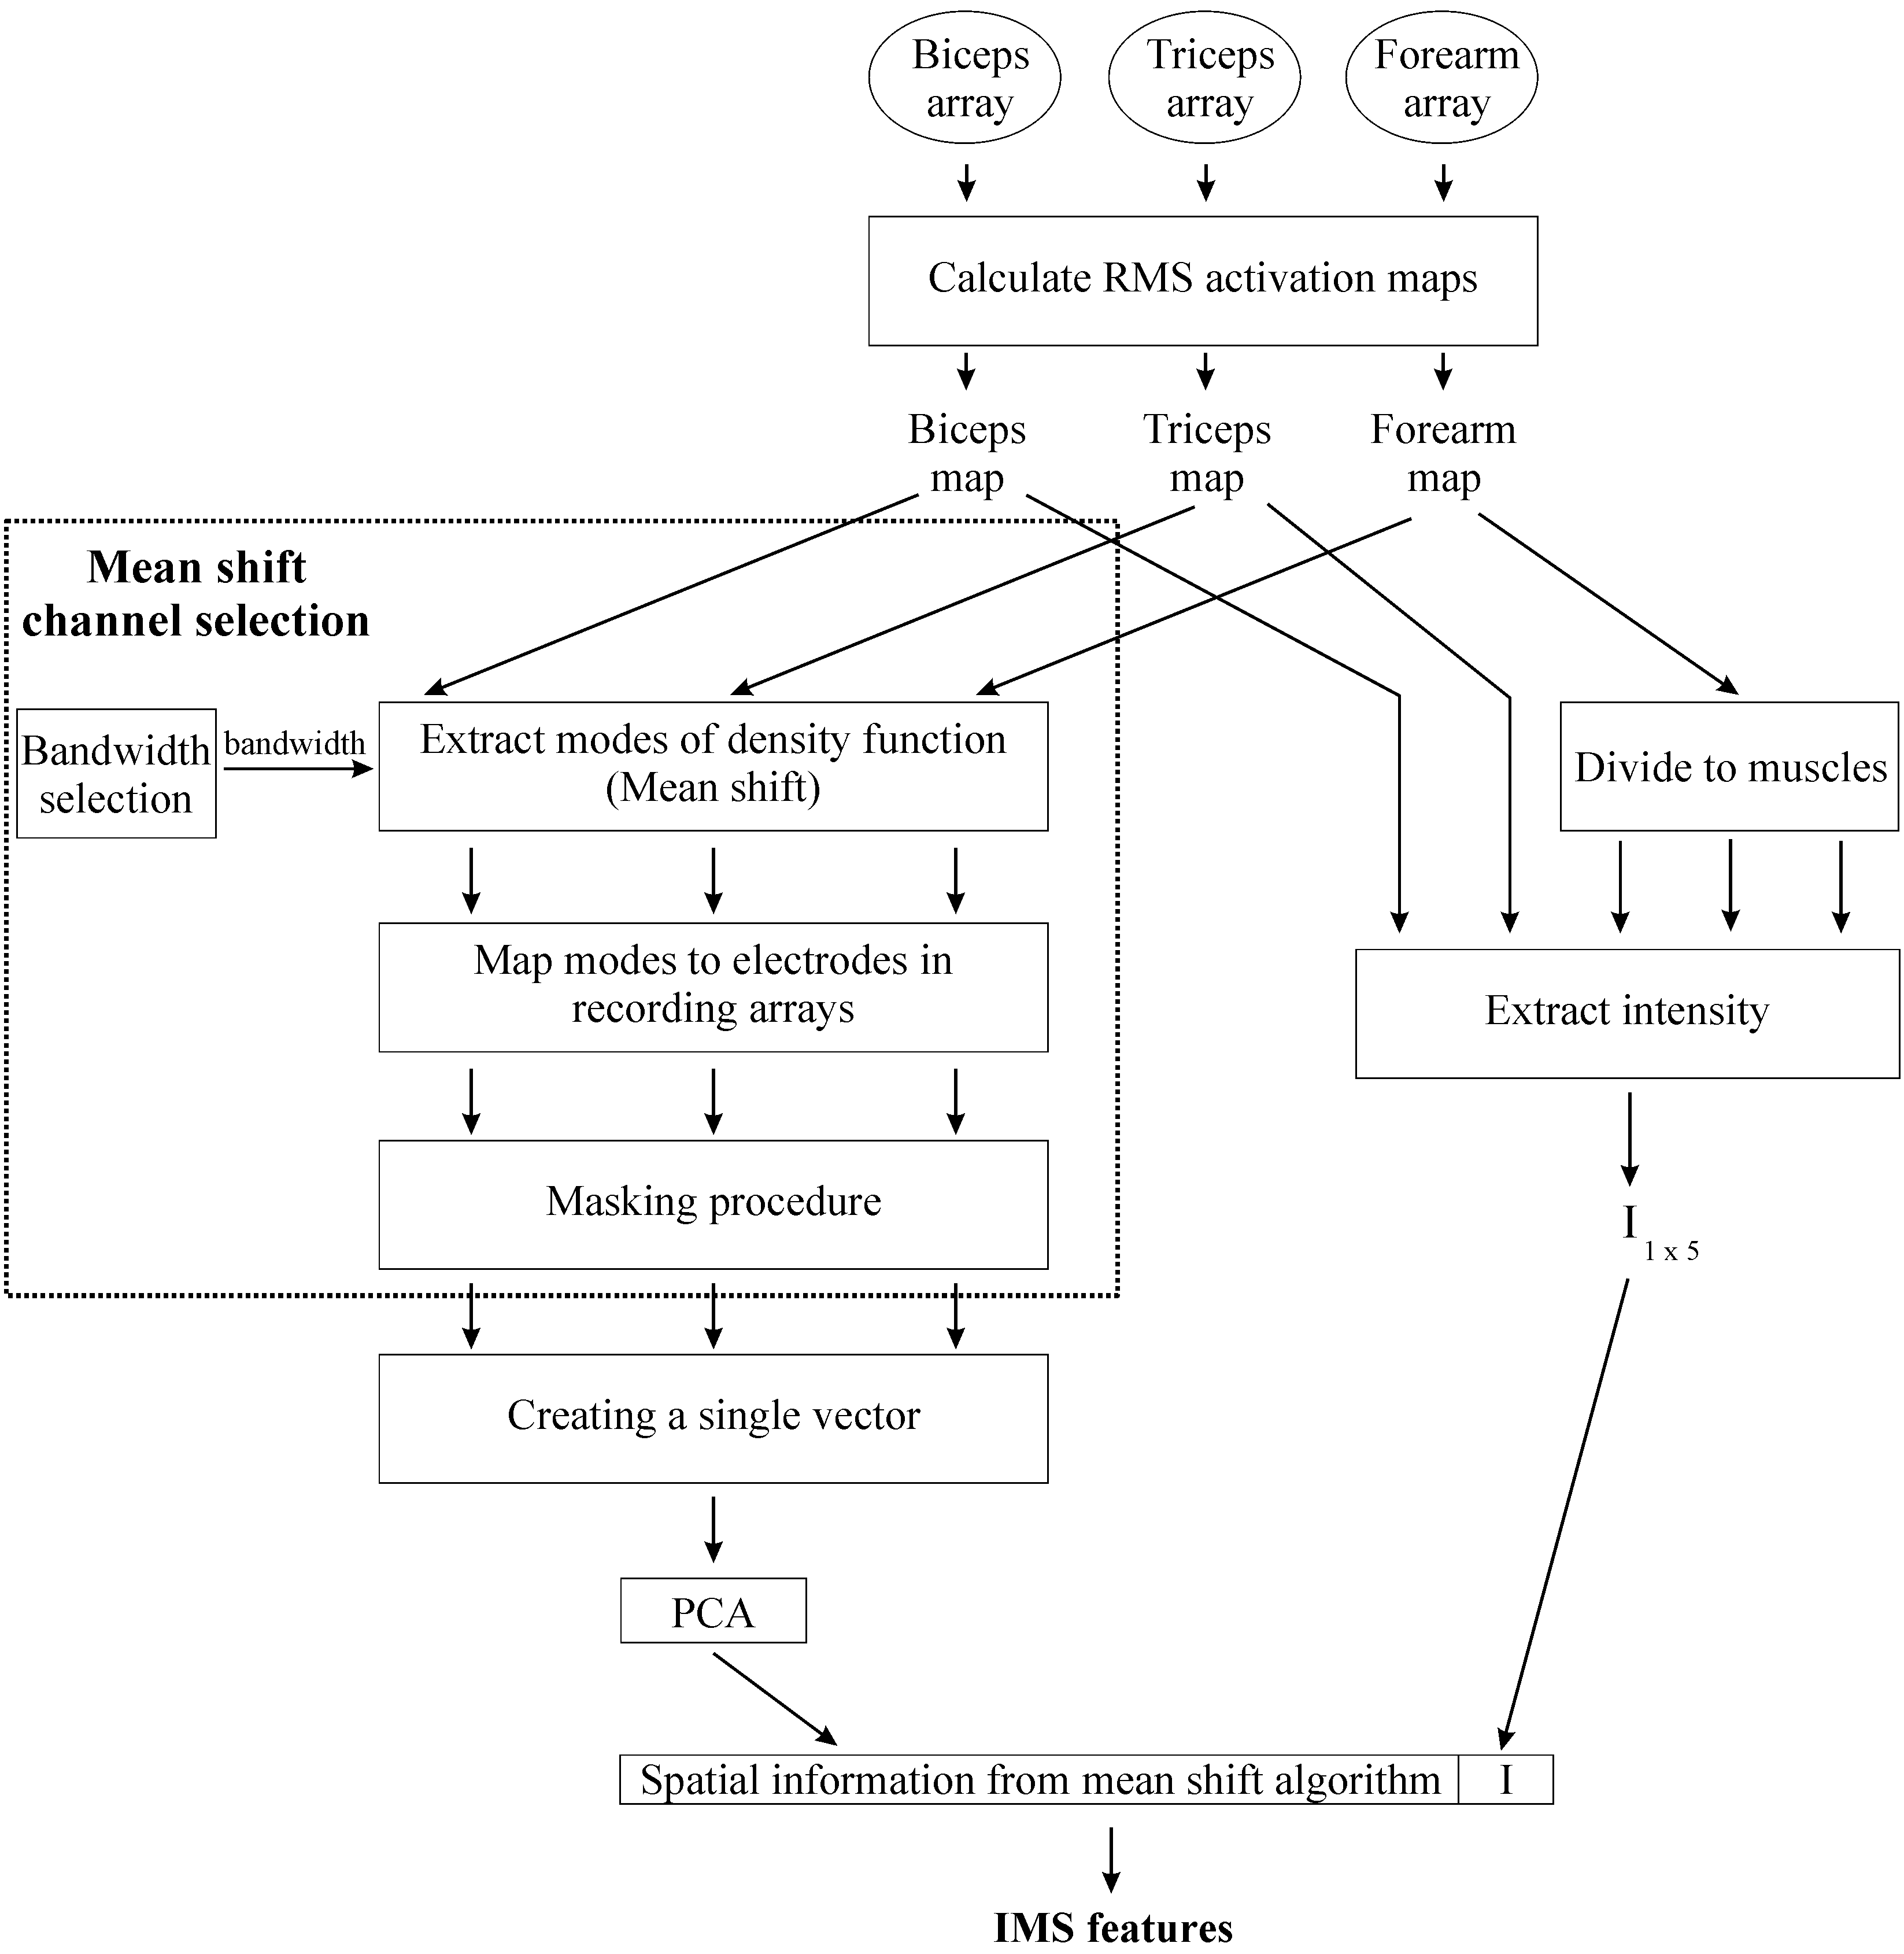 Biceps
array
Triceps
array
Forearm
array
Calculate RMS activation maps
Biceps
map
Triceps
map
Forearm
map
Mean shift
channel selection
Bandwidth
selection
bandwidth
Extract modes of density function
(Mean shift)
Divide to muscles
Map modes to electrodes in
recording arrays
Extract intensity
Masking procedure
I 1 x 5
Creating a single vector
PCA
Spatial information from mean shift algorithm
I
IMS features